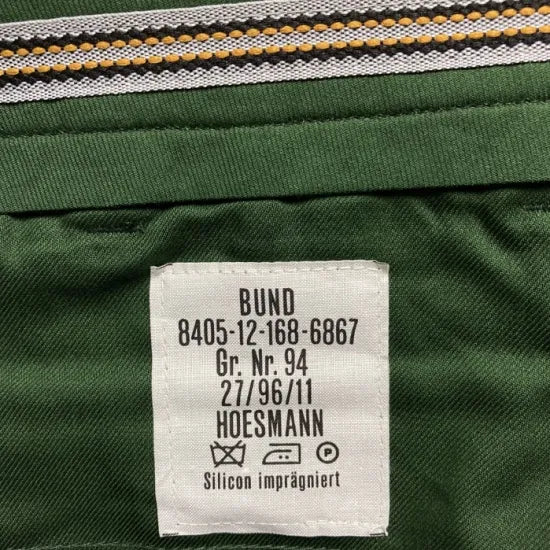 BUND
8405-12-168-6867
Gr. Nr. 94
27/96/11
HOESMANN
P
Silicon imprägniert